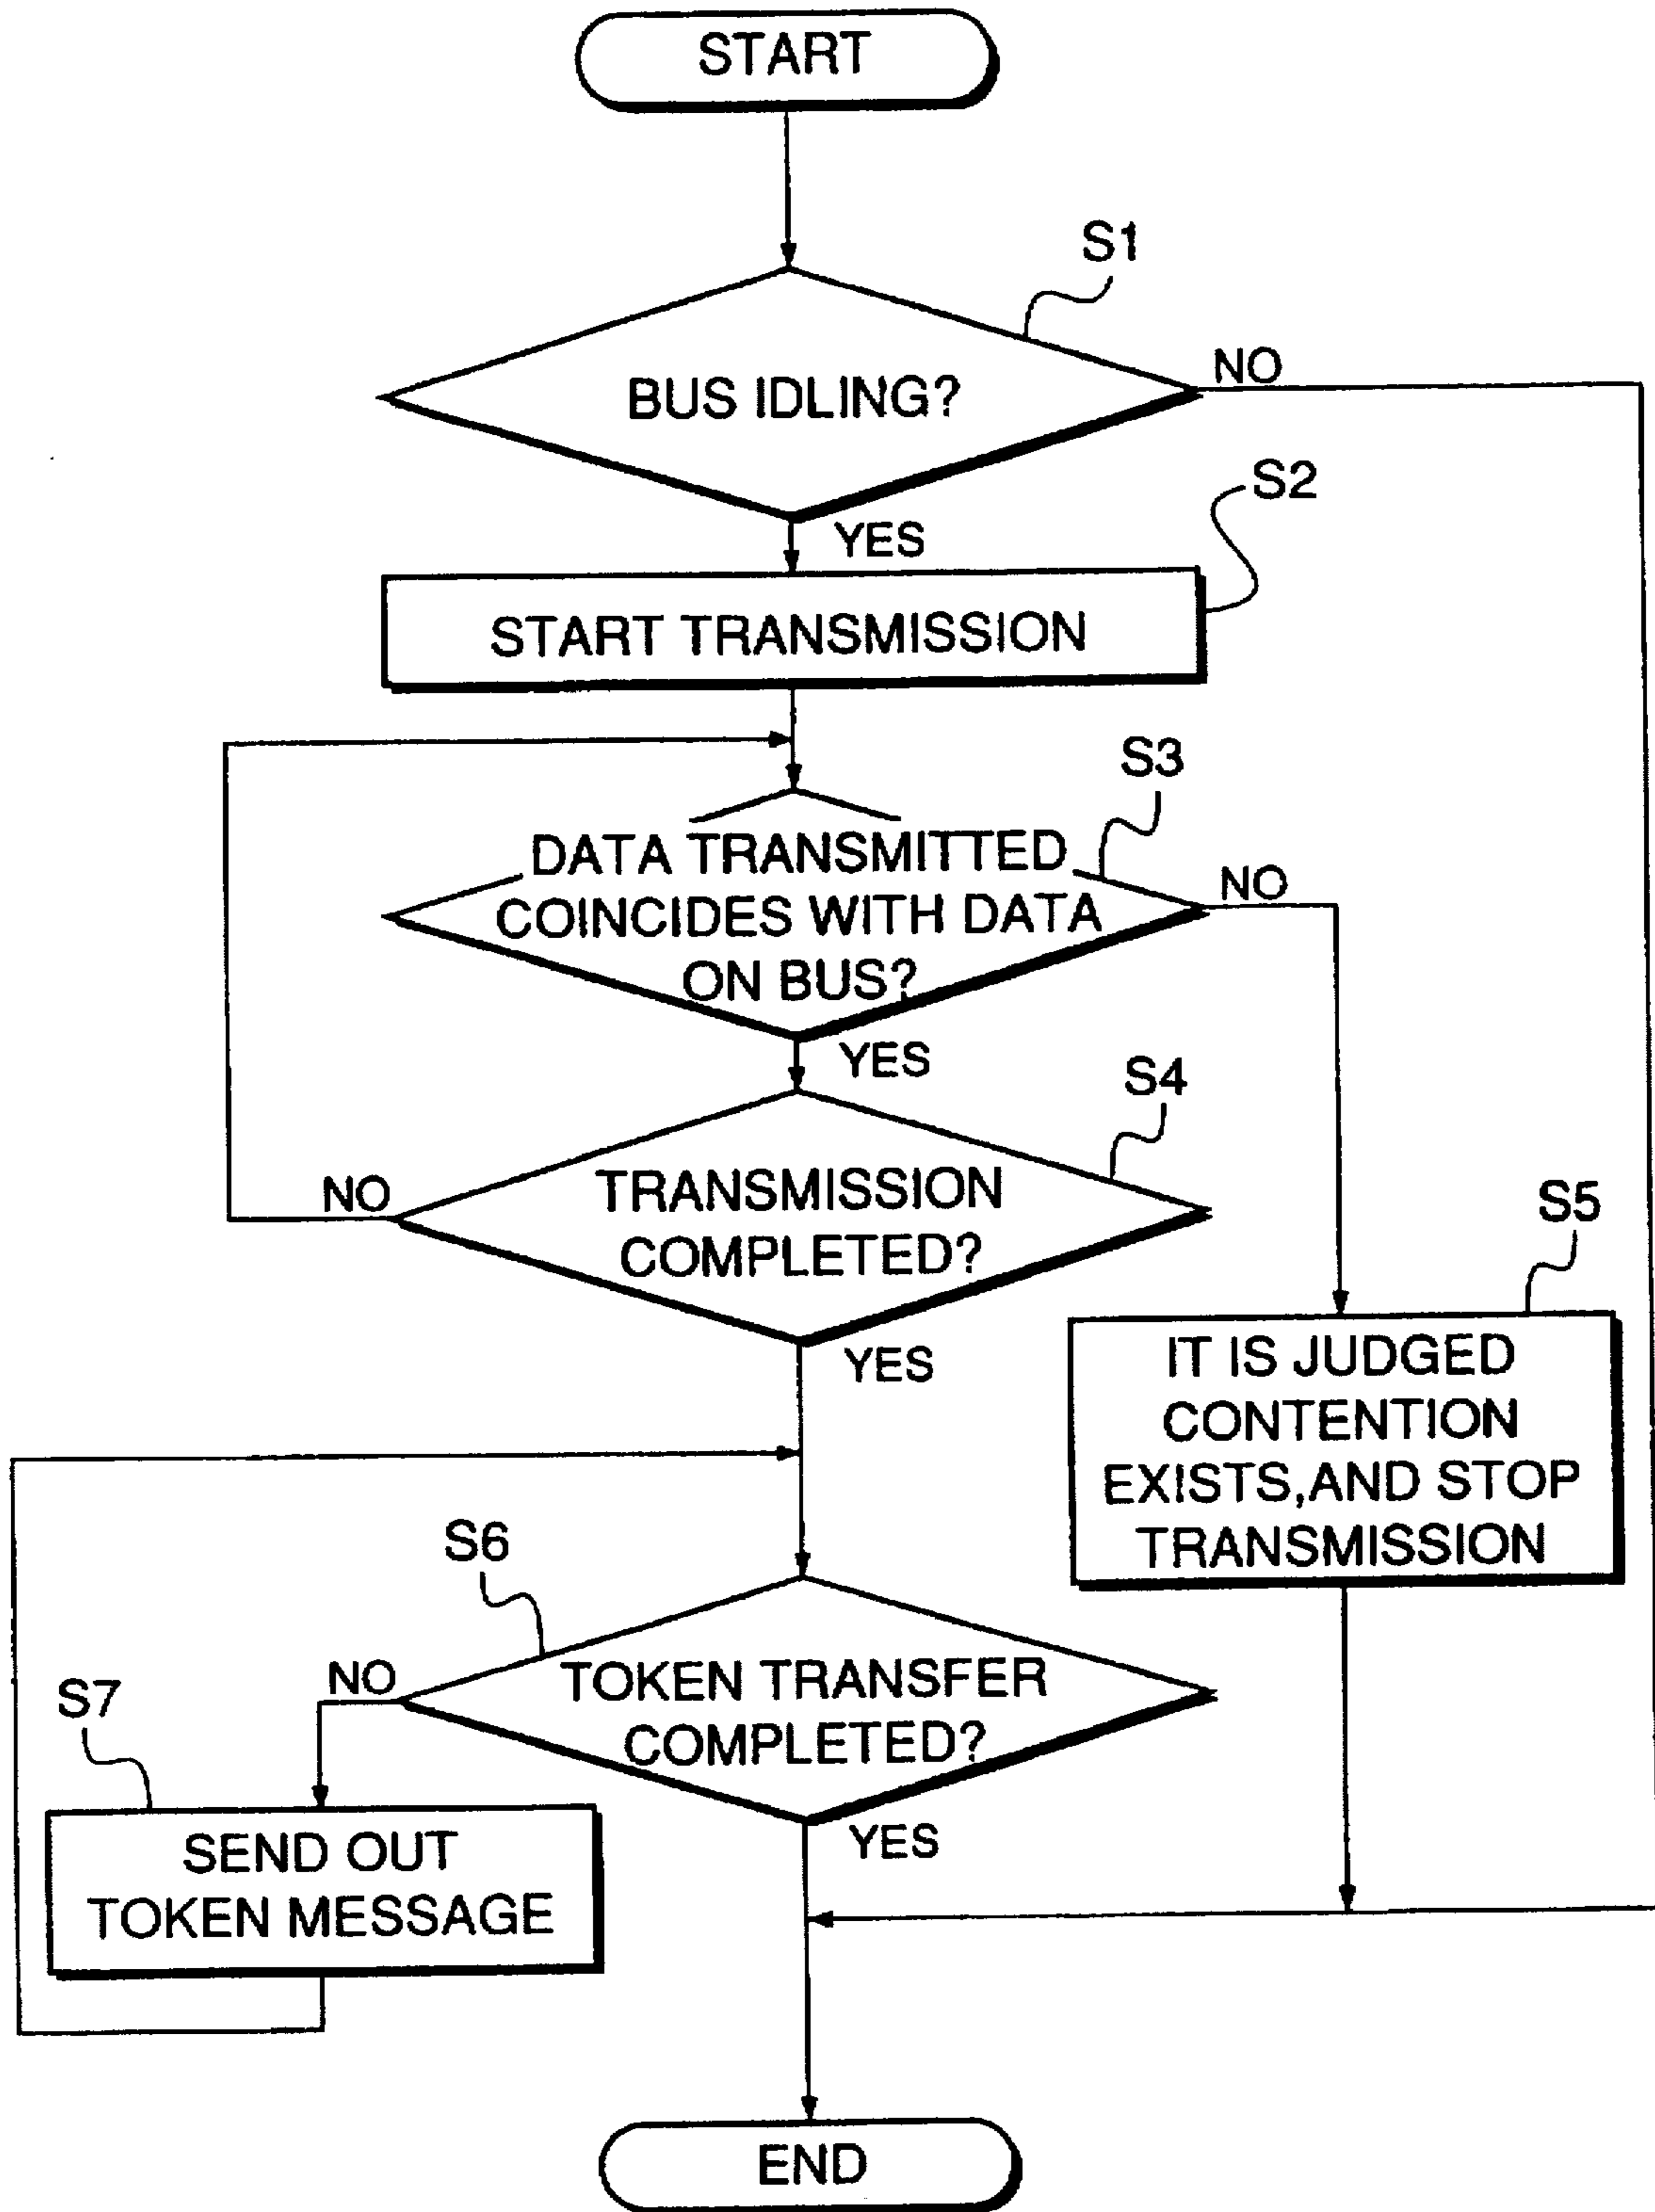 START
S1
BUS IDLING?
NO
YES
S2
START TRANSMISSION
S3
DATA TRANSMITTED
COINCIDES WITH DATA
ON BUS?
NO
YES
S4
TRANSMISSION
COMPLETED?
NO
YES
S5
IT IS JUDGED
CONTENTION
EXISTS,AND STOP
TRANSMISSION
S6
TOKEN TRANSFER
COMPLETED?
NO
YES
S7
SEND OUT
TOKEN MESSAGE
END